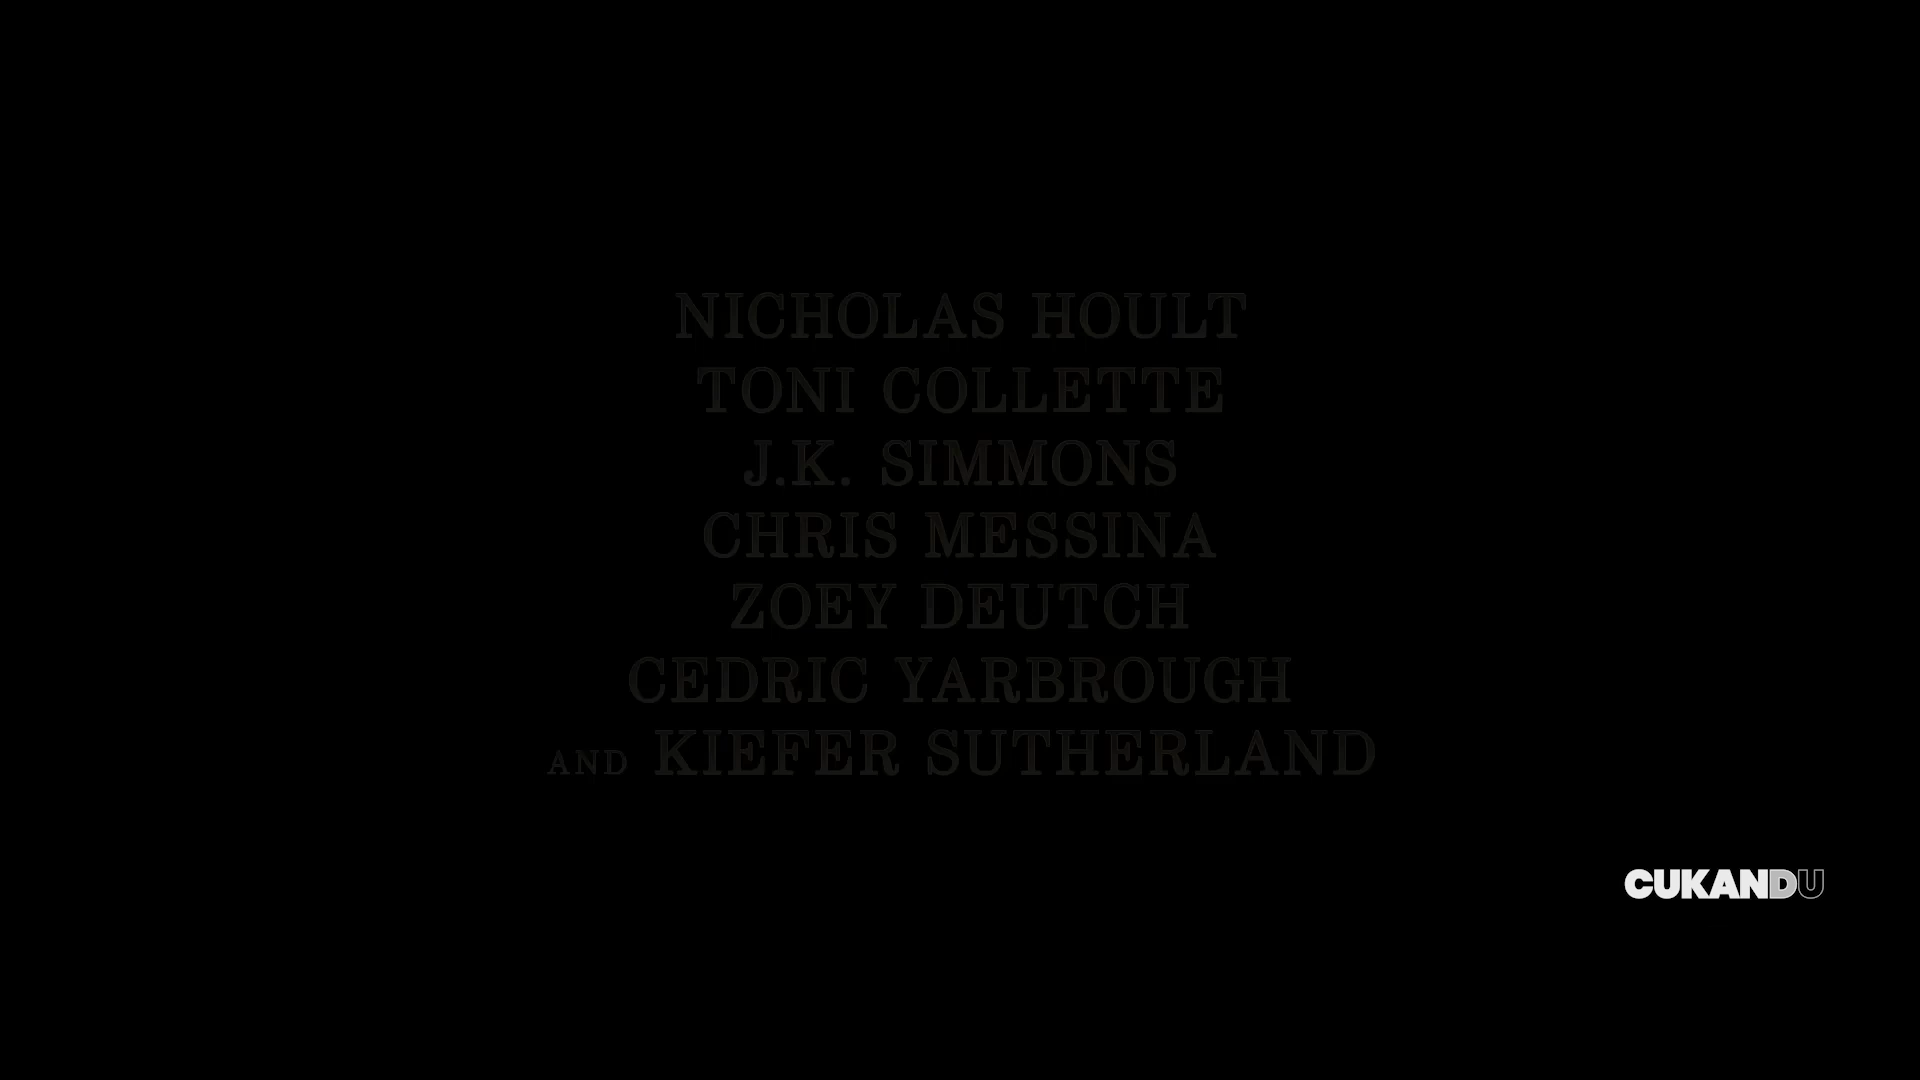 NICHOLAS HOULT
TONI COLLETTE
J.K. SIMMONS
CHRIS MESSINA
ZOEY DEUTCH
CEDRIC YARBROUGH
AND KIEFER SUTHERLAND
CUKANDU